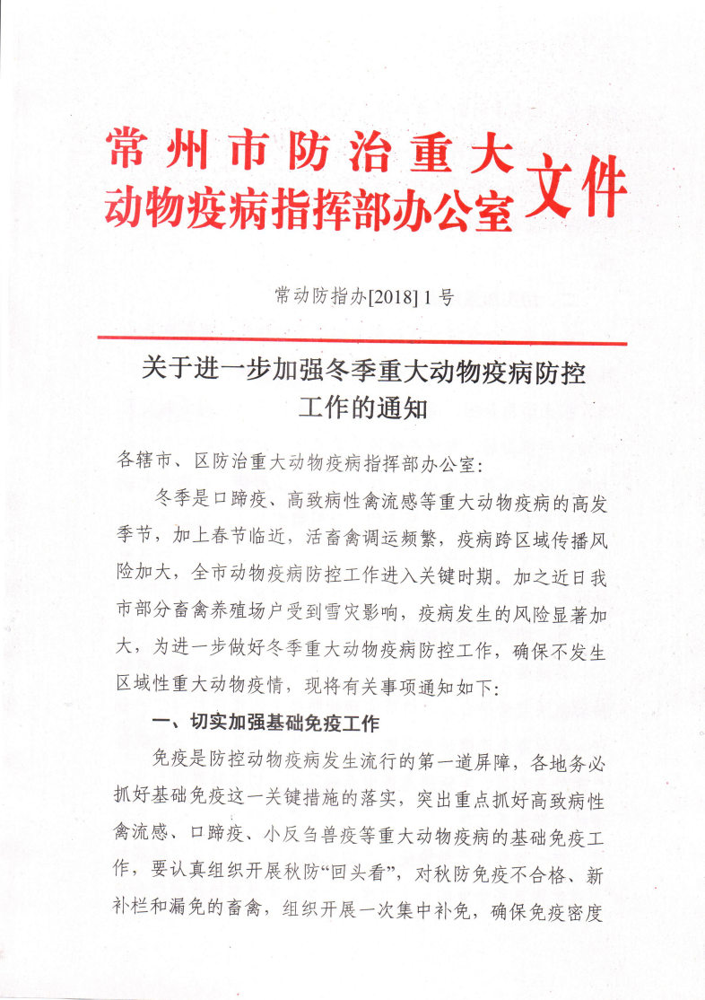 常州市防治重大
动物疫病指挥部办公室 文件
常动防指办[2018] 1 号
关于进一步加强冬季重大动物疫病防控
工作的通知
各辖市、区防治重大动物疫病指挥部办公室：
冬季是口蹄疫、高致病性禽流感等重大动物疫病的高发
季节，加上春节临近，活畜禽调运频繁，疫病跨区域传播风
险加大，全市动物疫病防控工作进入关键时期。加之近日我
市部分畜禽养殖场户受到雪灾影响，疫病发生的风险显著加
大，为进一步做好冬季重大动物疫病防控工作，确保不发生
区域性重大动物疫情，现将有关事项通知如下：
一、切实加强基础免疫工作
免疫是防控动物疫病发生流行的第一道屏障，各地务必
抓好基础免疫这一关键措施的落实，突出重点抓好高致病性
禽流感、口蹄疫、小反刍兽疫等重大动物疫病的基础免疫工
作，要认真组织开展秋防“回头看”，对秋防免疫不合格、新
补栏和漏免的畜禽，组织开展一次集中补免，确保免疫密度